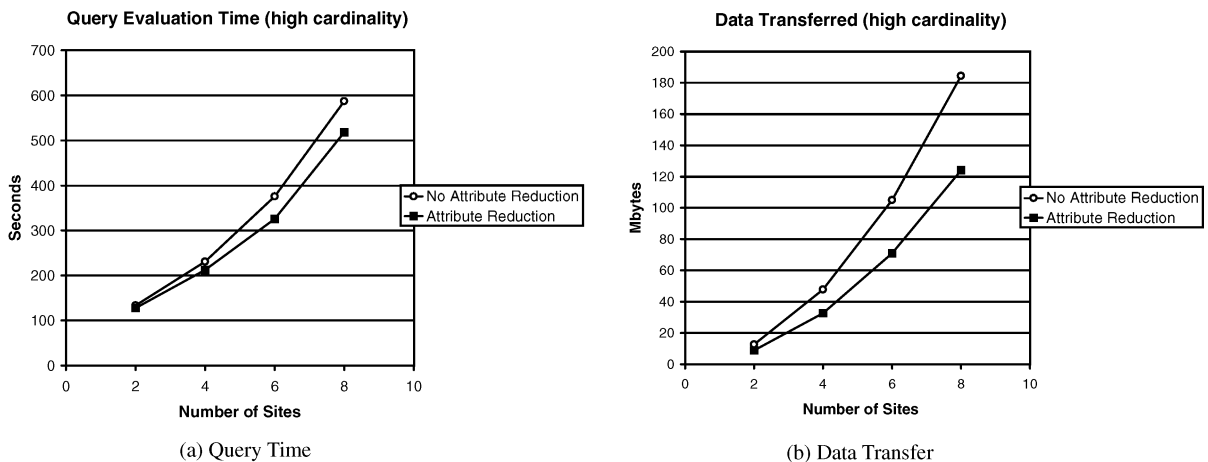 Query Evaluation Time (high cardinality)
700
600
500
400
300
200
100
0
0 2 4 6 8 10
Seconds
Number of Sites
No Attribute Reduction
Attribute Reduction
(a) Query Time
Data Transferred (high cardinality)
200
180
160
140
120
100
80
60
40
20
0
0 2 4 6 8 10
Mbytes
Number of Sites
No Attribute Reduction
Attribute Reduction
(b) Data Transfer